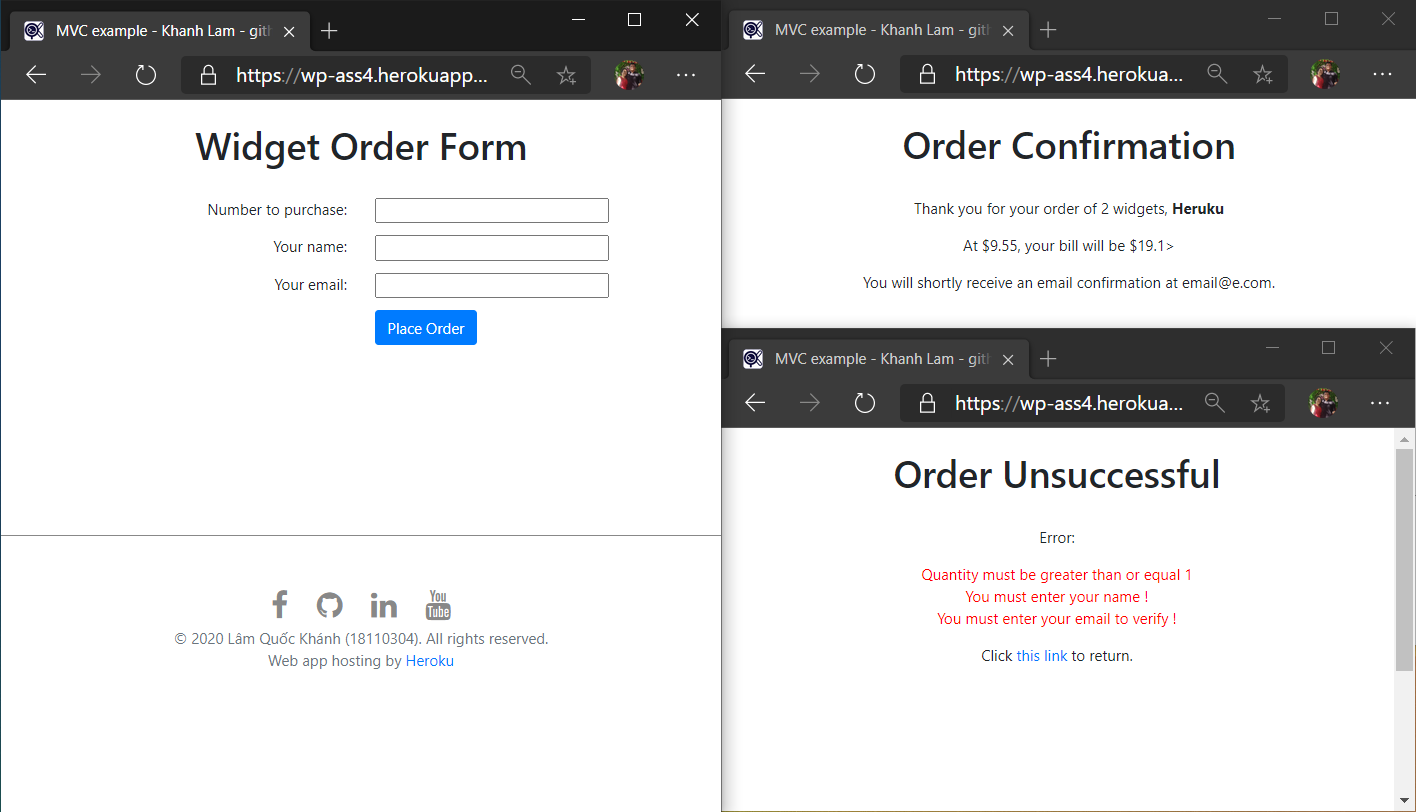 MVC example - Khanh Lam - gith
https://wp-ass4.herokuapp...
Widget Order Form
Number to purchase:
Your name:
Your email:
Place Order
You
Tube
© 2020 Lâm Quốc Khánh (18110304). All rights reserved.
Web app hosting by Heroku
MVC example - Khanh Lam - gith
https://wp-ass4.herokua...
Order Confirmation
Thank you for your order of 2 widgets, Heruku
At $9.55, your bill will be $19.1>
You will shortly receive an email confirmation at email@e.com.
MVC example - Khanh Lam - gith
https://wp-ass4.herokua...
Order Unsuccessful
Error:
Quantity must be greater than or equal 1
You must enter your name !
You must enter your email to verify !
Click this link to return.